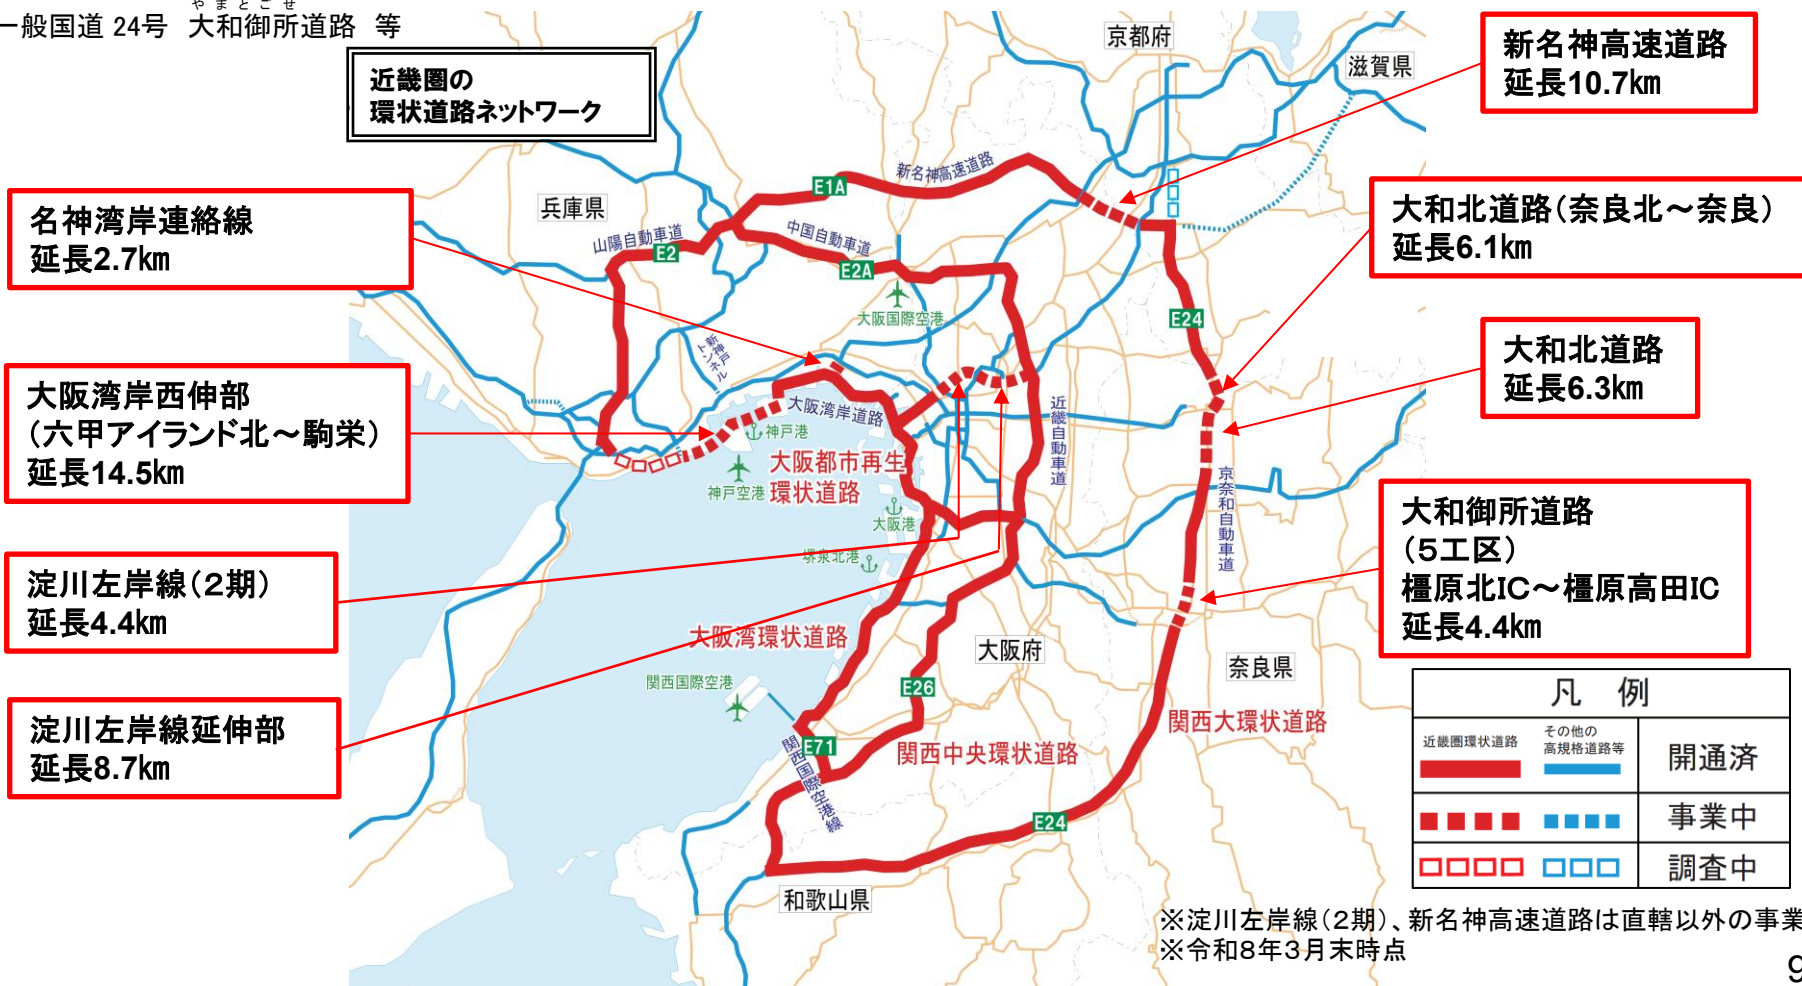 やまとごせ
一般国道 24号 大和御所道路 等
近畿圏の
環状道路ネットワーク
京都府
滋賀県
新名神高速道路
延長10.7km
兵庫県
E1A
新名神高速道路
名神湾岸連絡線
延長2.7km
山陽自動車道
E2
中国自動車道
E2A
大阪国際空港
大和北道路(奈良北～奈良)
延長6.1km
E24
新神戸
トンネル
大和北道路
延長6.3km
大阪湾岸西伸部
(六甲アイランド北～駒栄)
延長14.5km
大阪湾岸道路
神戸港
神戸空港
大阪都市再生
環状道路
近畿自動車道
大阪港
堺泉北港
京奈和自動車道
大和御所道路
(5工区)
橿原北IC～橿原高田IC
延長4.4km
淀川左岸線(2期)
延長4.4km
大阪湾環状道路
大阪府
奈良県
関西国際空港
E26
関西大環状道路
淀川左岸線延伸部
延長8.7km
E71
関西国際空港線
関西中央環状道路
E24
和歌山県
凡 例
近畿圏環状道路
その他の
高規格道路等
開通済
事業中
調査中
※淀川左岸線(2期)、新名神高速道路は直轄以外の事業
※令和8年3月末時点
9